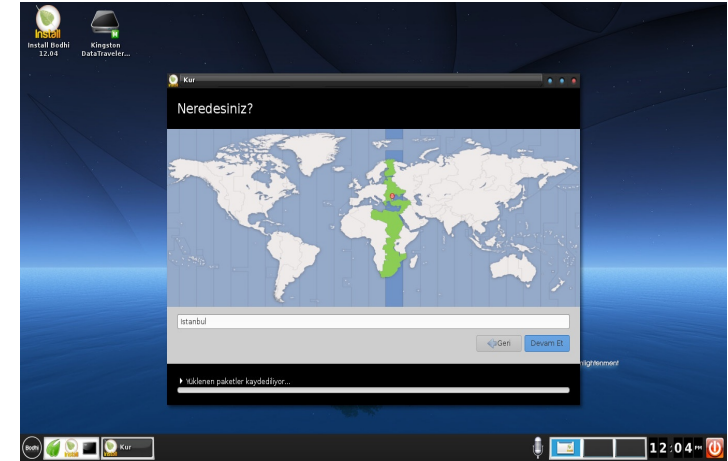 Install
Install Bodhi
12.04
Kingston
DataTraveler...
Kur
Neredesiniz?
Istanbul
Geri
Devam Et
nlightenment
Yüklenen paketler kaydediliyor...
Bodhi
Kur
12:04 PM